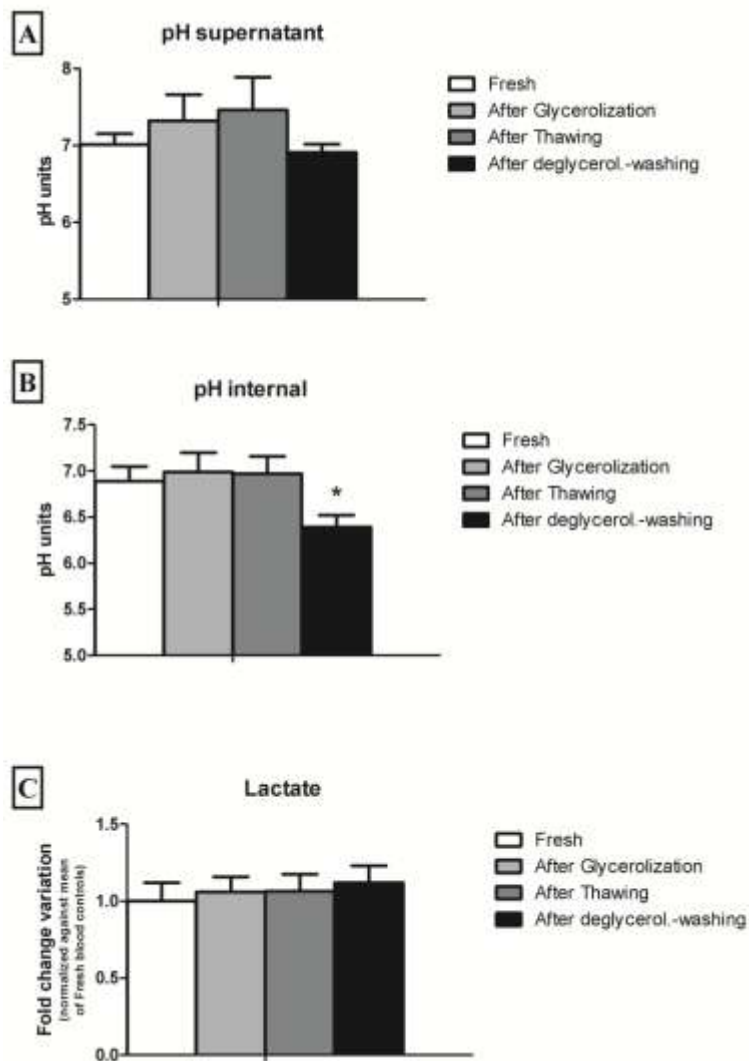 A
pH supernatant
8
7
6
5
pH units
Fresh
After Glycerolization
After Thawing
After deglycerol.-washing
B
pH internal
7.5
7.0
6.5
6.0
5.5
5.0
pH units
*
Fresh
After Glycerolization
After Thawing
After deglycerol.-washing
C
Lactate
1.5
1.0
0.5
0.0
Fold change variation
(normalized against mean
of Fresh blood controls)
Fresh
After Glycerolization
After Thawing
After deglycerol.-washing